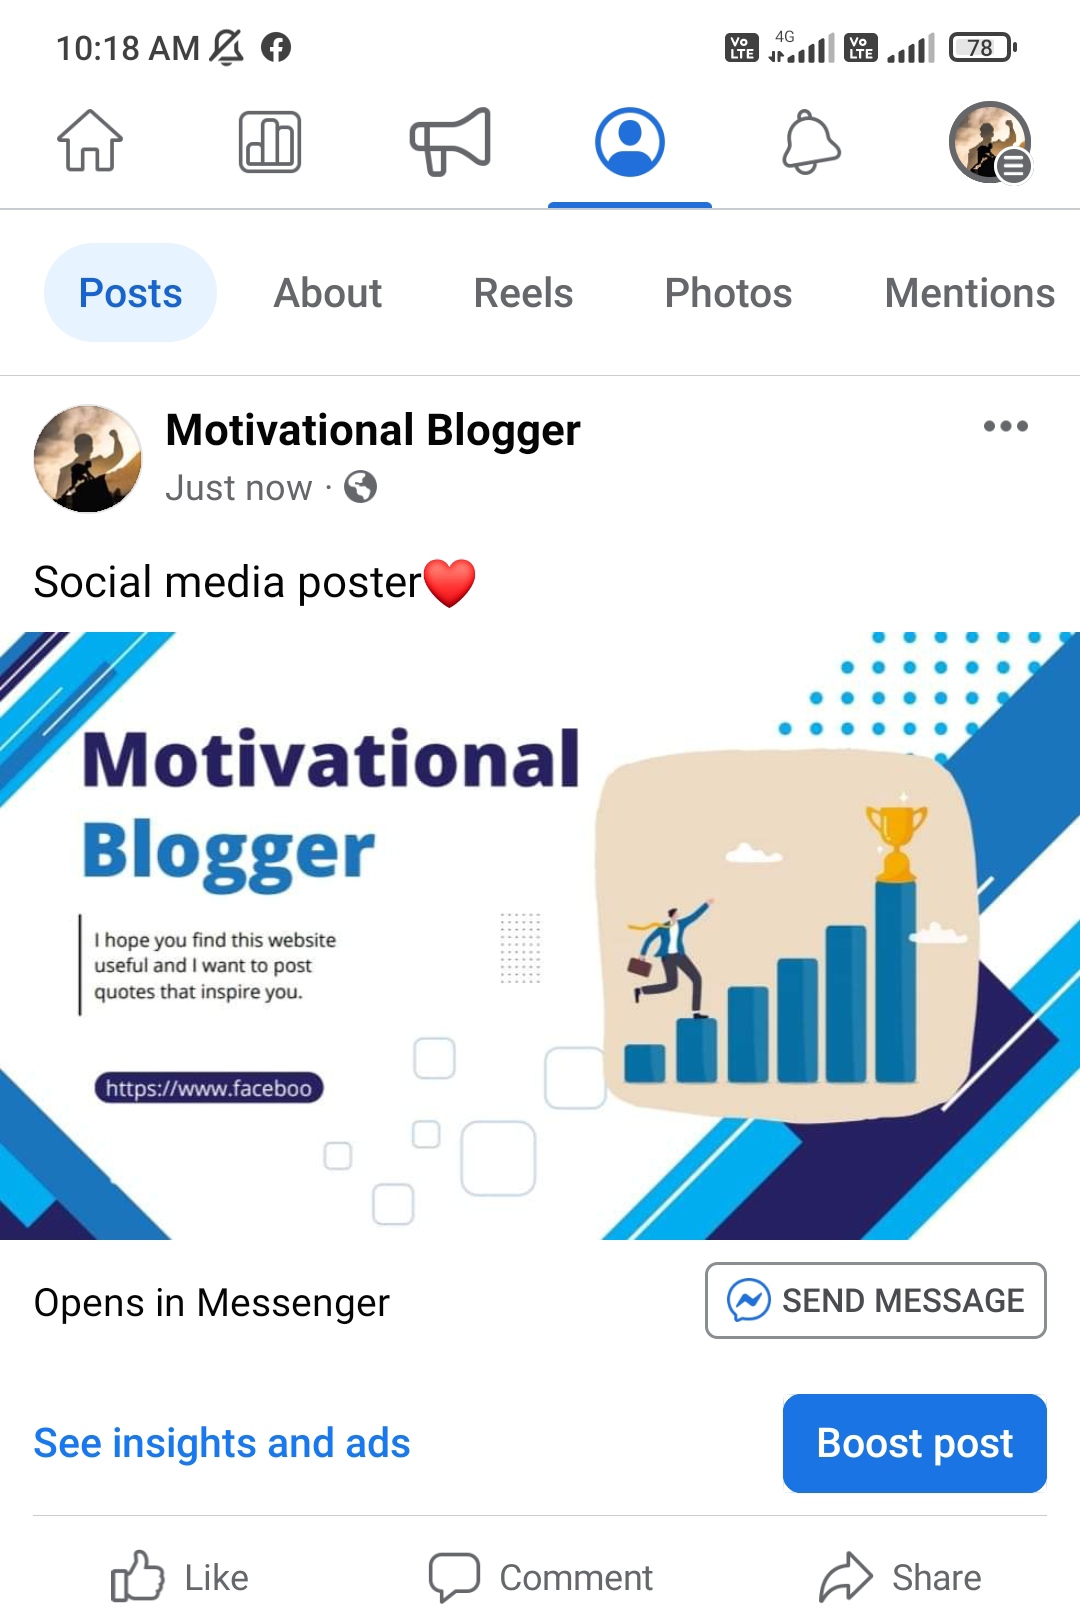 10:18 AM
Vo LTE 4G Vo LTE 78
Posts About Reels Photos Mentions
Motivational Blogger
Just now ·
Social media poster❤️
Motivational
Blogger
I hope you find this website
useful and I want to post
quotes that inspire you.
https://www.faceboo
Opens in Messenger
SEND MESSAGE
See insights and ads
Boost post
Like Comment Share